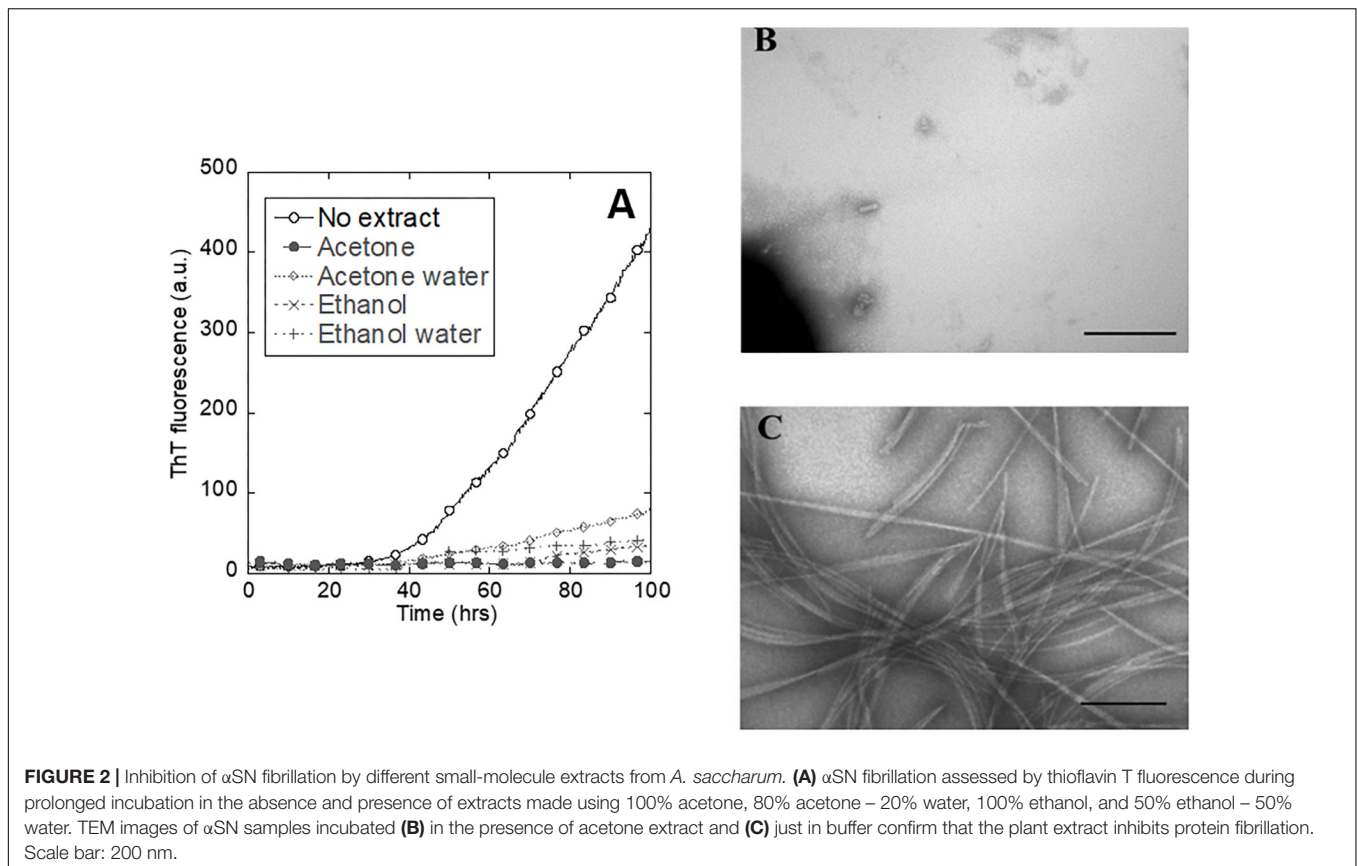 A
500
400
300
200
100
0
ThT fluorescence (a.u.)
No extract
Acetone
Acetone water
Ethanol
Ethanol water
0 20 40 60 80 100
Time (hrs)
B
C
FIGURE 2 | Inhibition of αSN fibrillation by different small-molecule extracts from A. saccharum. (A) αSN fibrillation assessed by thioflavin T fluorescence during
prolonged incubation in the absence and presence of extracts made using 100% acetone, 80% acetone – 20% water, 100% ethanol, and 50% ethanol – 50%
water. TEM images of αSN samples incubated (B) in the presence of acetone extract and (C) just in buffer confirm that the plant extract inhibits protein fibrillation.
Scale bar: 200 nm.